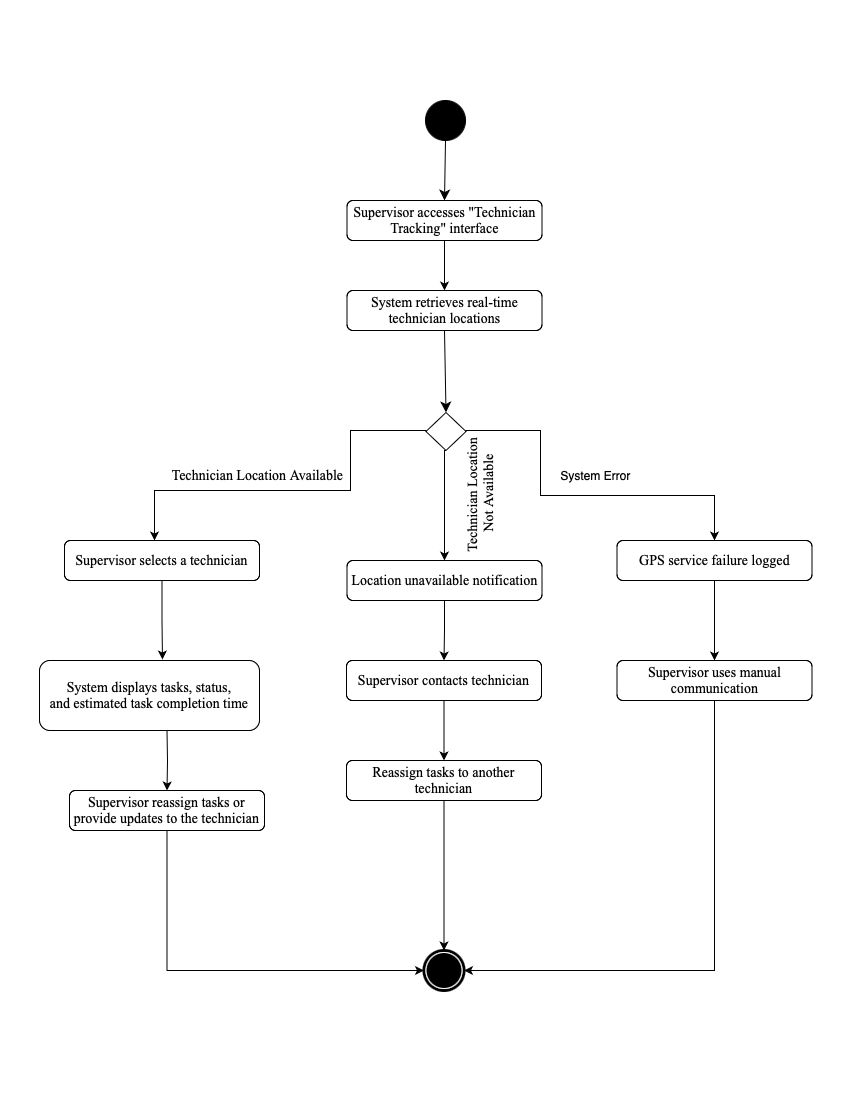 Supervisor accesses "Technician
Tracking" interface
System retrieves real-time
technician locations
Technician Location Available
Technician Location
Not Available
System Error
Supervisor selects a technician
Location unavailable notification
GPS service failure logged
System displays tasks, status,
and estimated task completion time
Supervisor contacts technician
Supervisor uses manual
communication
Supervisor reassign tasks or
provide updates to the technician
Reassign tasks to another
technician